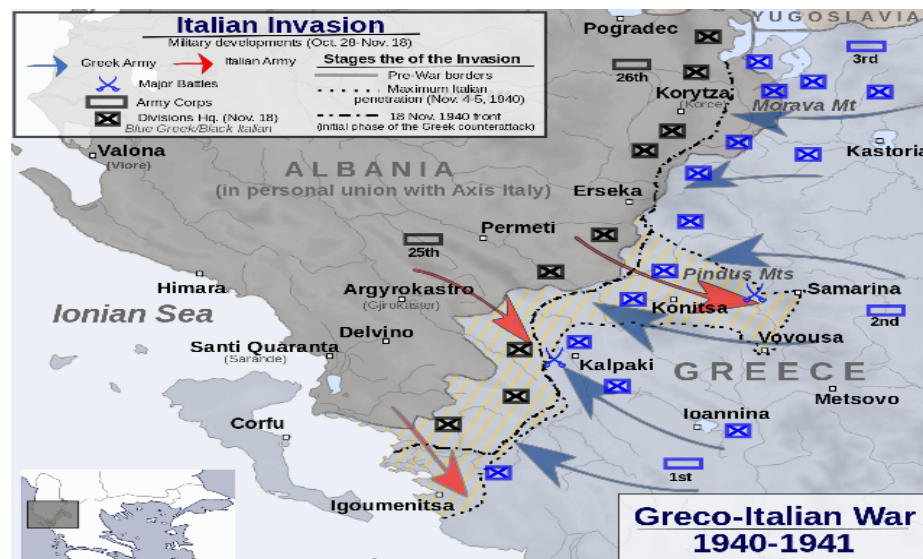 Italian Invasion
Military developments (Oct. 28-Nov. 18)
Greek Army
Italian Army
Major Battles
Army Corps
Divisions Hq. (Nov. 18)
Blue Greek/Black Italian
Stages the of the Invasion
Pre-War borders
Maximum Italian
penetration (Nov. 4-5, 1940)
18 Nov. 1940 front
(initial phase of the Greek counterattack)
Pogradec
YUGOSLAVIA
26th
3rd
Korytza
(Korce)
Morava Mt
Kastoria
Valona
(Vlore)
ALBANIA
(in personal union with Axis Italy)
Erseka
Permeti
25th
Pindus Mts
Himara
Argyrokastro
(Gjirokaster)
Konitsa
Samarina
Ionian Sea
2nd
Delvino
Vovousa
Santi Quaranta
(Sarande)
Kalpaki
GREECE
Metsovo
Corfu
Ioannina
1st
Igoumenitsa
Greco-Italian War
1940-1941